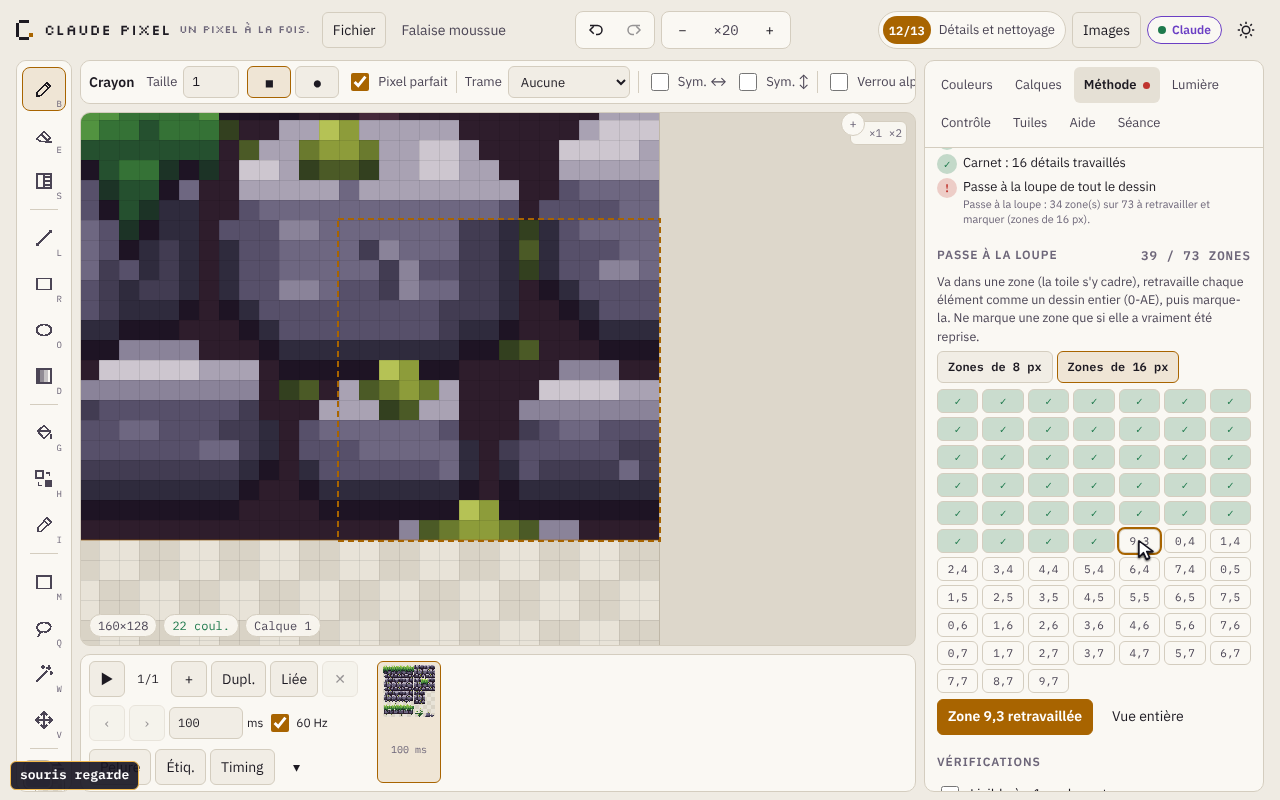 CLAUDE PIXEL UN PIXEL À LA FOIS. Fichier Falaise moussue − ×20 + 12/13 Détails et nettoyage Images Claude
Crayon Taille 1 Pixel parfait Trame Aucune Sym. ↔ Sym. ↕ Verrou alp
B
E
S
L
R
O
D
G
H
I
M
Q
W
V
+ ×1 ×2
160×128 22 coul. Calque 1
1/1 + Dupl. Liée ✕
‹ › 100 ms 60 Hz
Étiq. Timing ▼
100 ms
souris regarde
Couleurs Calques Méthode Lumière
Contrôle Tuiles Aide Séance
✓ Carnet : 16 détails travaillés
! Passe à la loupe de tout le dessin
Passe à la loupe : 34 zone(s) sur 73 à retravailler et
marquer (zones de 16 px).
PASSE À LA LOUPE 39 / 73 ZONES
Va dans une zone (la toile s'y cadre), retravaille chaque
élément comme un dessin entier (0-AE), puis marque-
la. Ne marque une zone que si elle a vraiment été
reprise.
Zones de 8 px Zones de 16 px
✓ ✓ ✓ ✓ ✓ ✓ ✓
✓ ✓ ✓ ✓ ✓ ✓ ✓
✓ ✓ ✓ ✓ ✓ ✓ ✓
✓ ✓ ✓ ✓ ✓ ✓ ✓
✓ ✓ ✓ ✓ ✓ ✓ ✓
✓ ✓ ✓ ✓ 9,3 0,4 1,4
2,4 3,4 4,4 5,4 6,4 7,4 0,5
1,5 2,5 3,5 4,5 5,5 6,5 7,5
0,6 1,6 2,6 3,6 4,6 5,6 7,6
0,7 1,7 2,7 3,7 4,7 5,7 6,7
7,7 8,7 9,7
Zone 9,3 retravaillée Vue entière
VÉRIFICATIONS